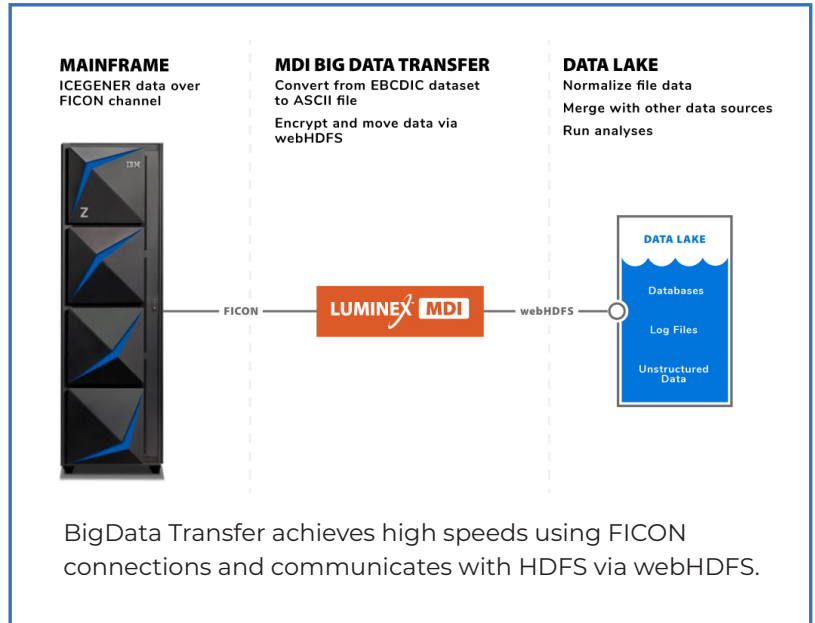 MAINFRAME
ICEGENER data over
FICON channel
MDI BIG DATA TRANSFER
Convert from EBCDIC dataset
to ASCII file
Encrypt and move data via
webHDFS
DATA LAKE
Normalize file data
Merge with other data sources
Run analyses
IBM
Z
FICON
LUMINEX MDI
webHDFS
DATA LAKE
Databases
Log Files
Unstructured
Data
BigData Transfer achieves high speeds using FICON
connections and communicates with HDFS via webHDFS.